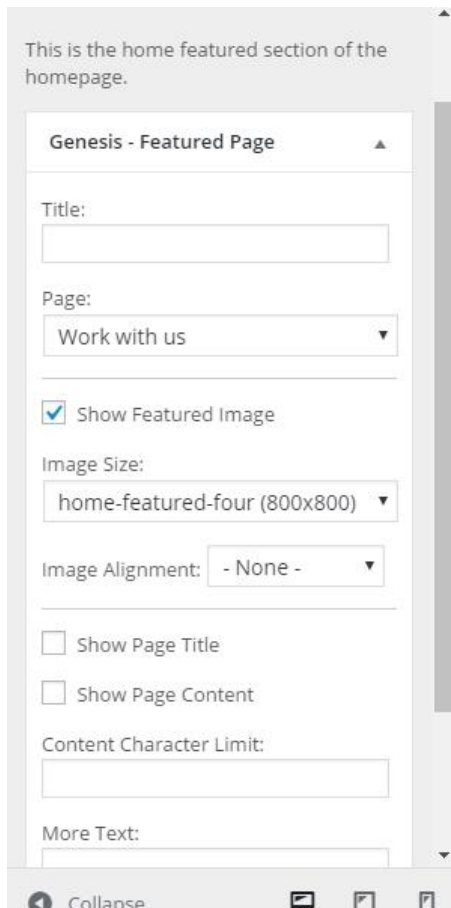 This is the home featured section of the
homepage.
Genesis - Featured Page
Title:
Page:
Work with us
Show Featured Image
Image Size:
home-featured-four (800x800)
Image Alignment: - None -
Show Page Title
Show Page Content
Content Character Limit:
More Text:
Collapse